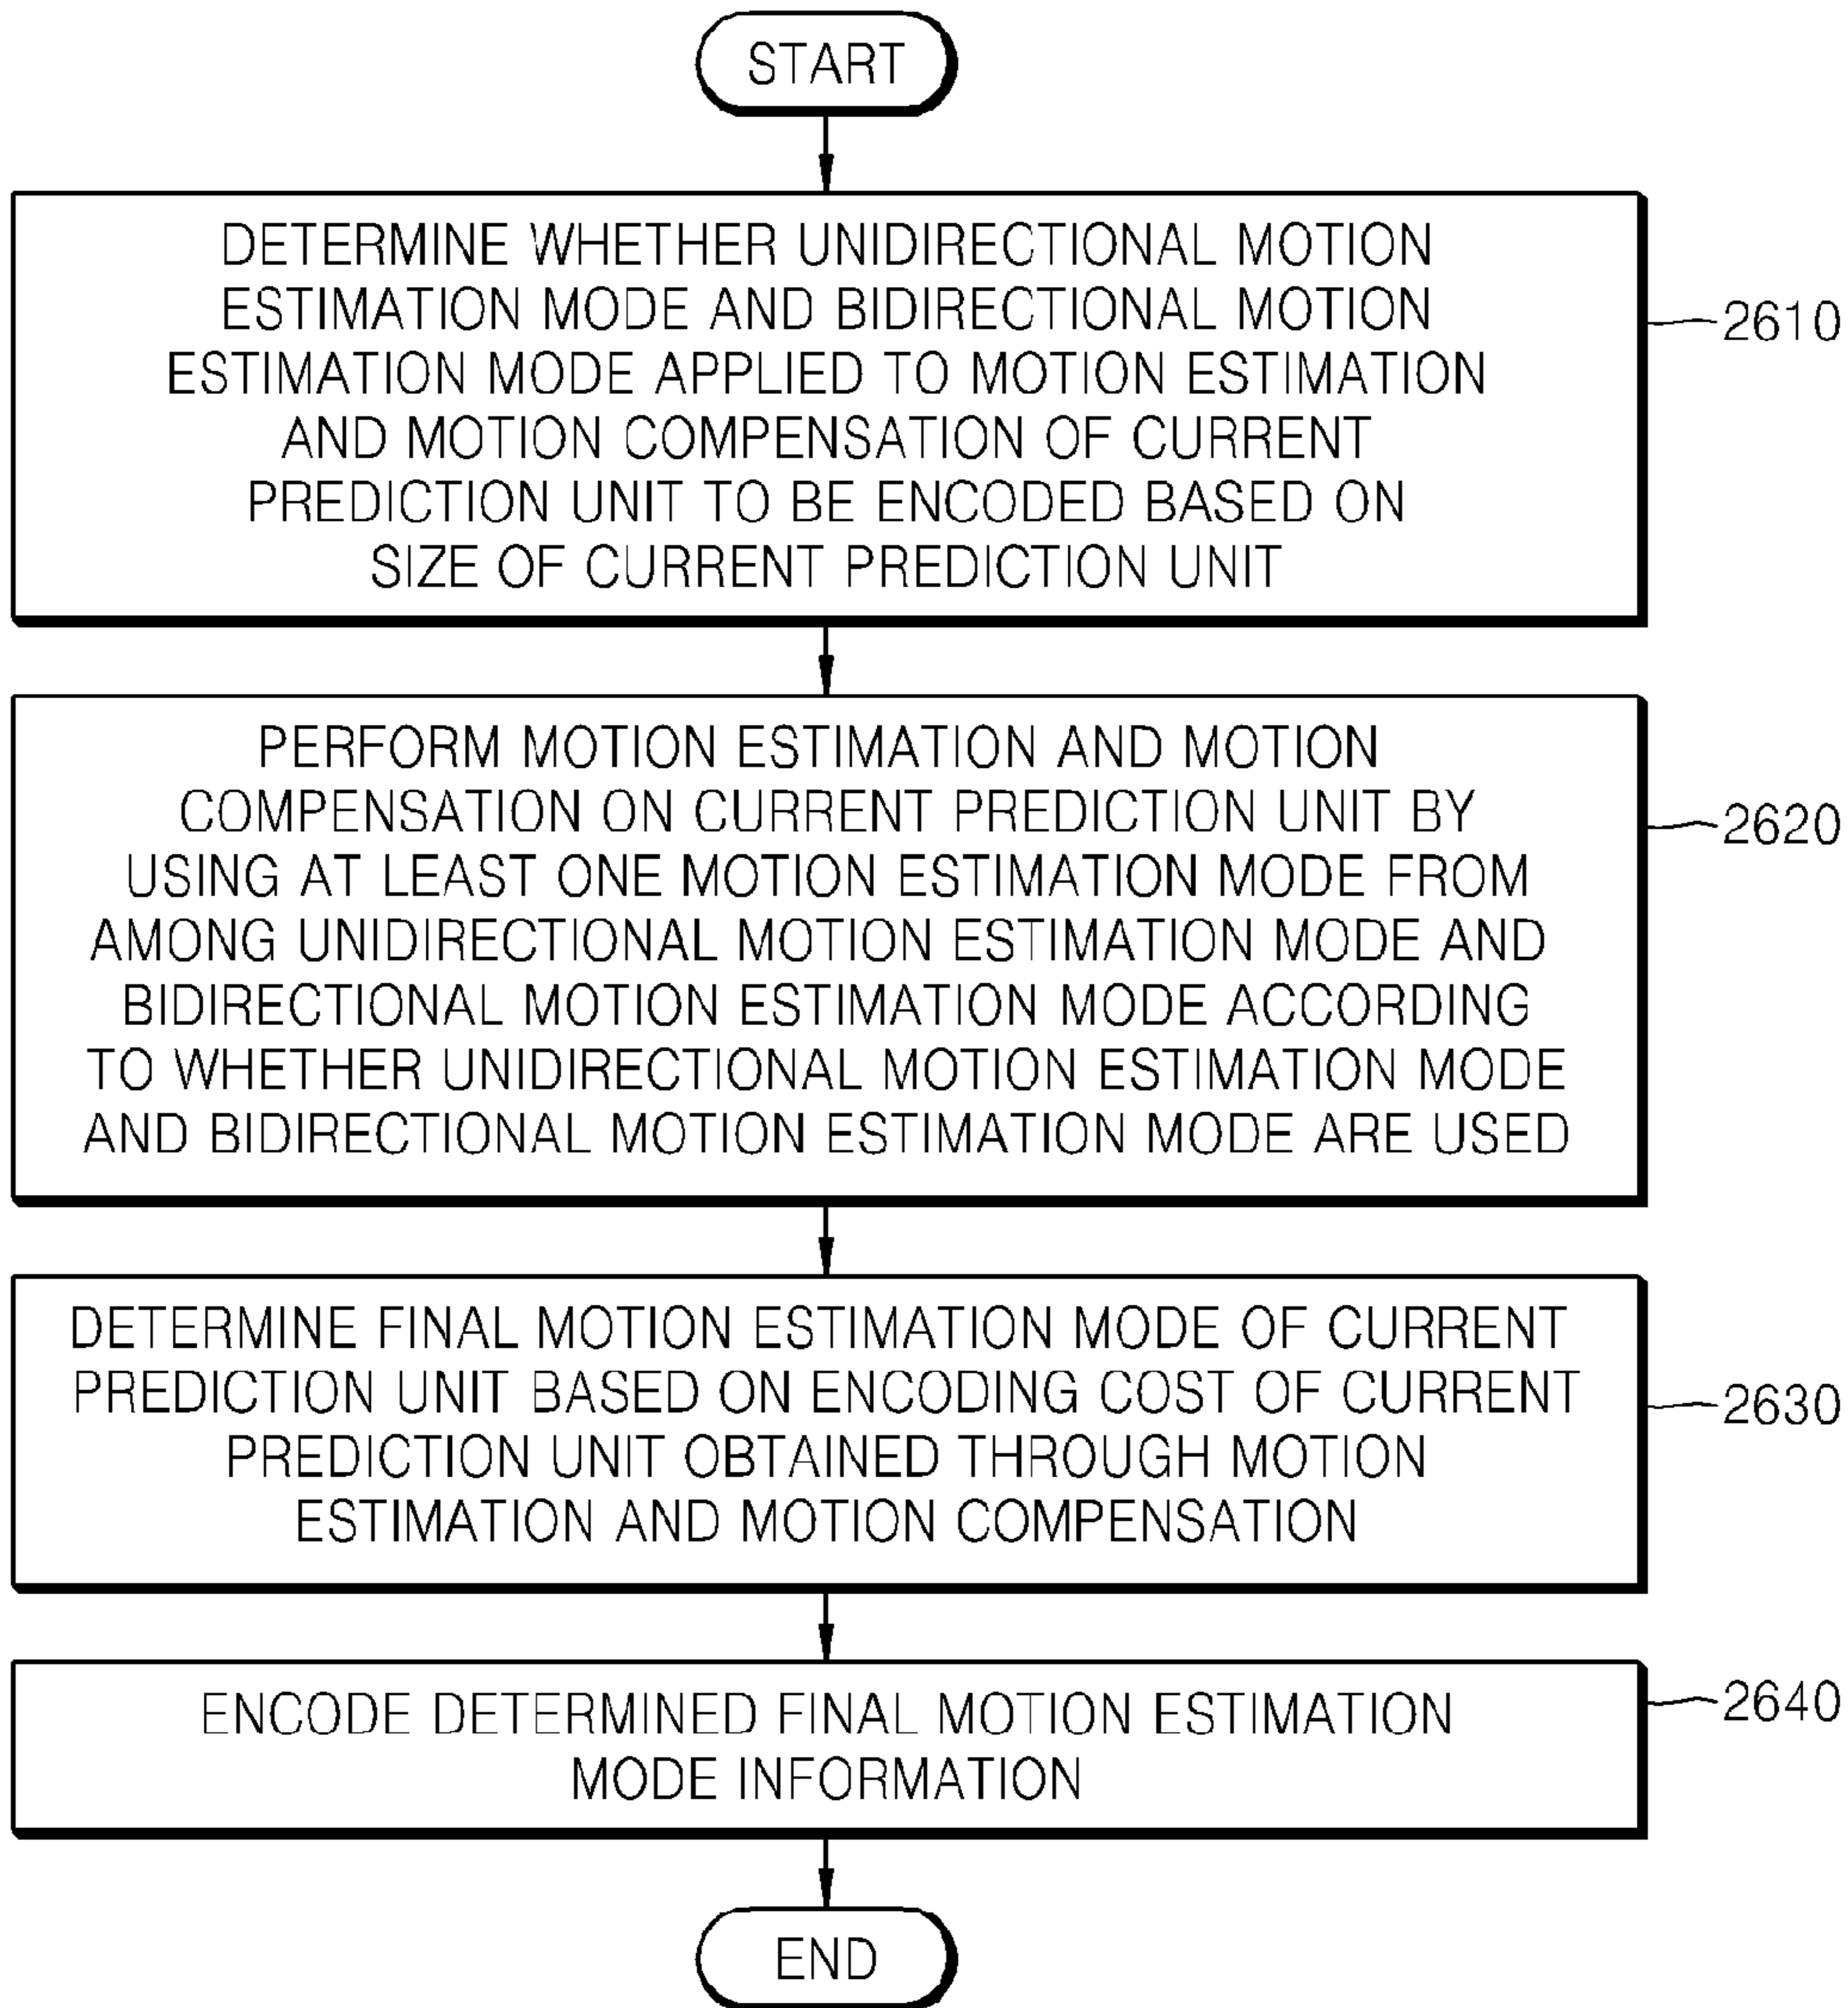 START
DETERMINE WHETHER UNIDIRECTIONAL MOTION
ESTIMATION MODE AND BIDIRECTIONAL MOTION
ESTIMATION MODE APPLIED TO MOTION ESTIMATION
AND MOTION COMPENSATION OF CURRENT
PREDICTION UNIT TO BE ENCODED BASED ON
SIZE OF CURRENT PREDICTION UNIT
2610
PERFORM MOTION ESTIMATION AND MOTION
COMPENSATION ON CURRENT PREDICTION UNIT BY
USING AT LEAST ONE MOTION ESTIMATION MODE FROM
AMONG UNIDIRECTIONAL MOTION ESTIMATION MODE AND
BIDIRECTIONAL MOTION ESTIMATION MODE ACCORDING
TO WHETHER UNIDIRECTIONAL MOTION ESTIMATION MODE
AND BIDIRECTIONAL MOTION ESTIMATION MODE ARE USED
2620
DETERMINE FINAL MOTION ESTIMATION MODE OF CURRENT
PREDICTION UNIT BASED ON ENCODING COST OF CURRENT
PREDICTION UNIT OBTAINED THROUGH MOTION
ESTIMATION AND MOTION COMPENSATION
2630
ENCODE DETERMINED FINAL MOTION ESTIMATION
MODE INFORMATION
2640
END